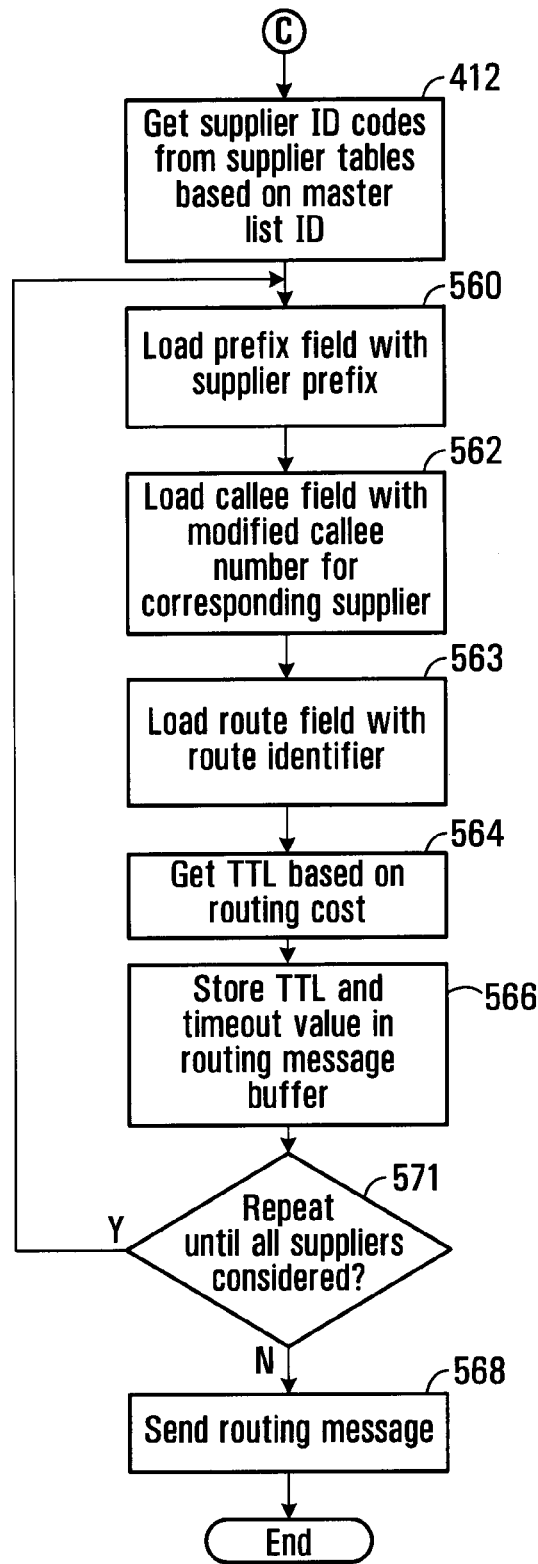 C
412
Get supplier ID codes
from supplier tables
based on master
list ID
560
Load prefix field with
supplier prefix
562
Load callee field with
modified callee
number for
corresponding supplier
563
Load route field with
route identifier
564
Get TTL based on
routing cost
566
Store TTL and
timeout value in
routing message
buffer
571
Repeat
until all suppliers
considered?
Y
N
568
Send routing message
End